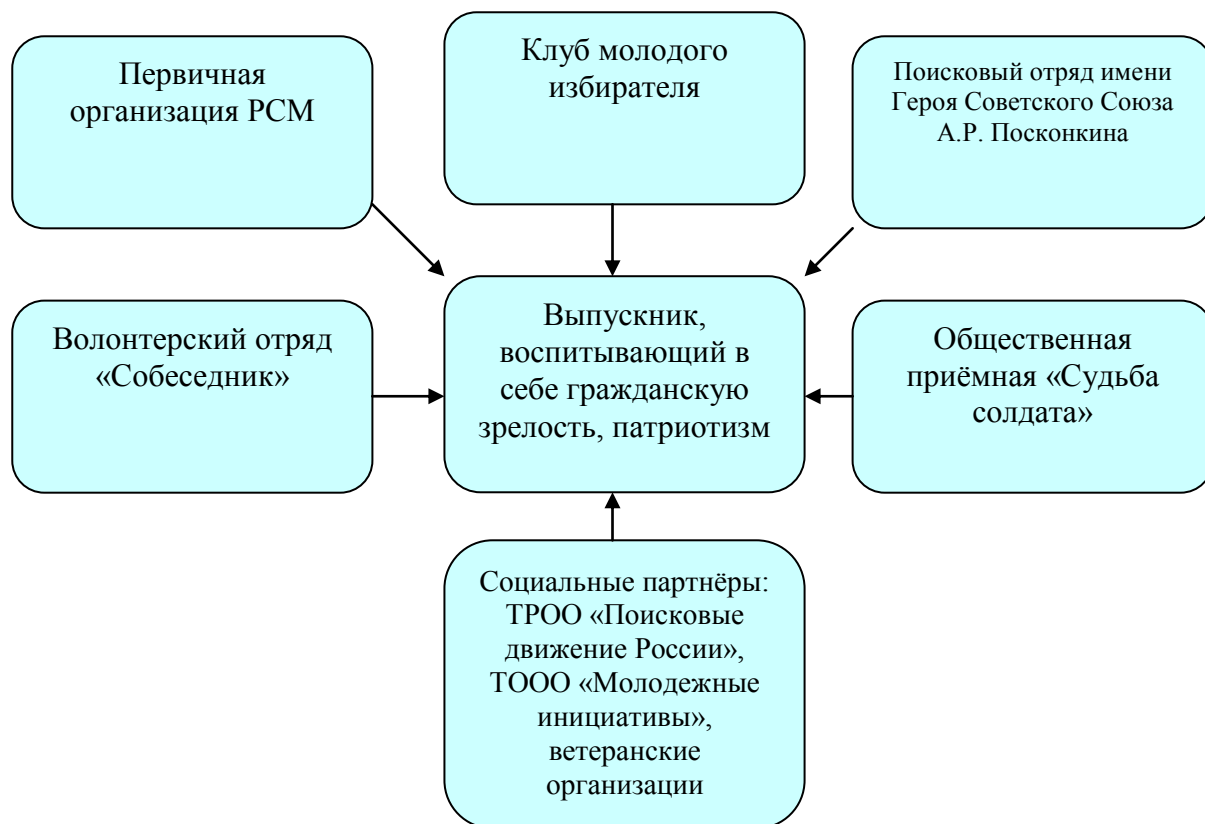 Первичная
организация РСМ
Клуб молодого
избирателя
Поисковый отряд имени
Героя Советского Союза
А.Р. Посконкина
Волонтерский отряд
«Собеседник»
Выпускник,
воспитывающий в
себе гражданскую
зрелость, патриотизм
Общественная
приёмная «Судьба
солдата»
Социальные партнёры:
ТРОО «Поисковые
движение России»,
ТООО «Молодежные
инициативы»,
ветеранские
организации